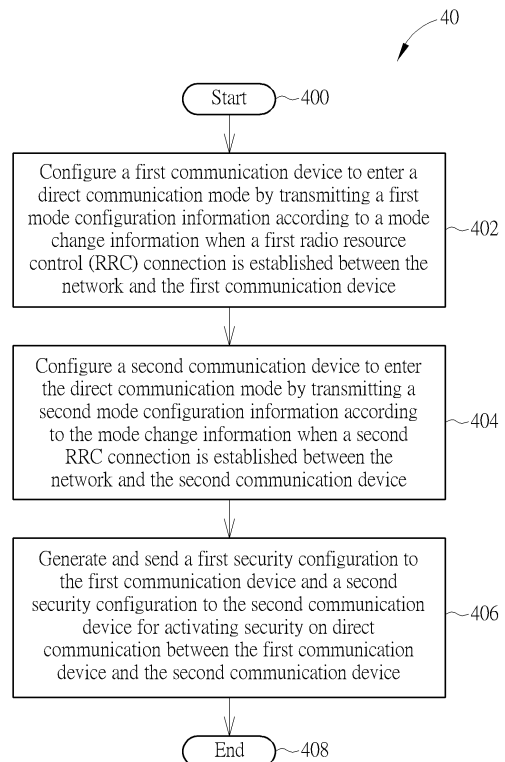 40
Start
400
Configure a first communication device to enter a
direct communication mode by transmitting a first
mode configuration information according to a mode
change information when a first radio resource
control (RRC) connection is established between the
network and the first communication device
402
Configure a second communication device to enter
the direct communication mode by transmitting a
second mode configuration information according
to the mode change information when a second
RRC connection is established between the
network and the second communication device
404
Generate and send a first security configuration to
the first communication device and a second
security configuration to the second communication
device for activating security on direct
communication between the first communication
device and the second communication device
406
End
408